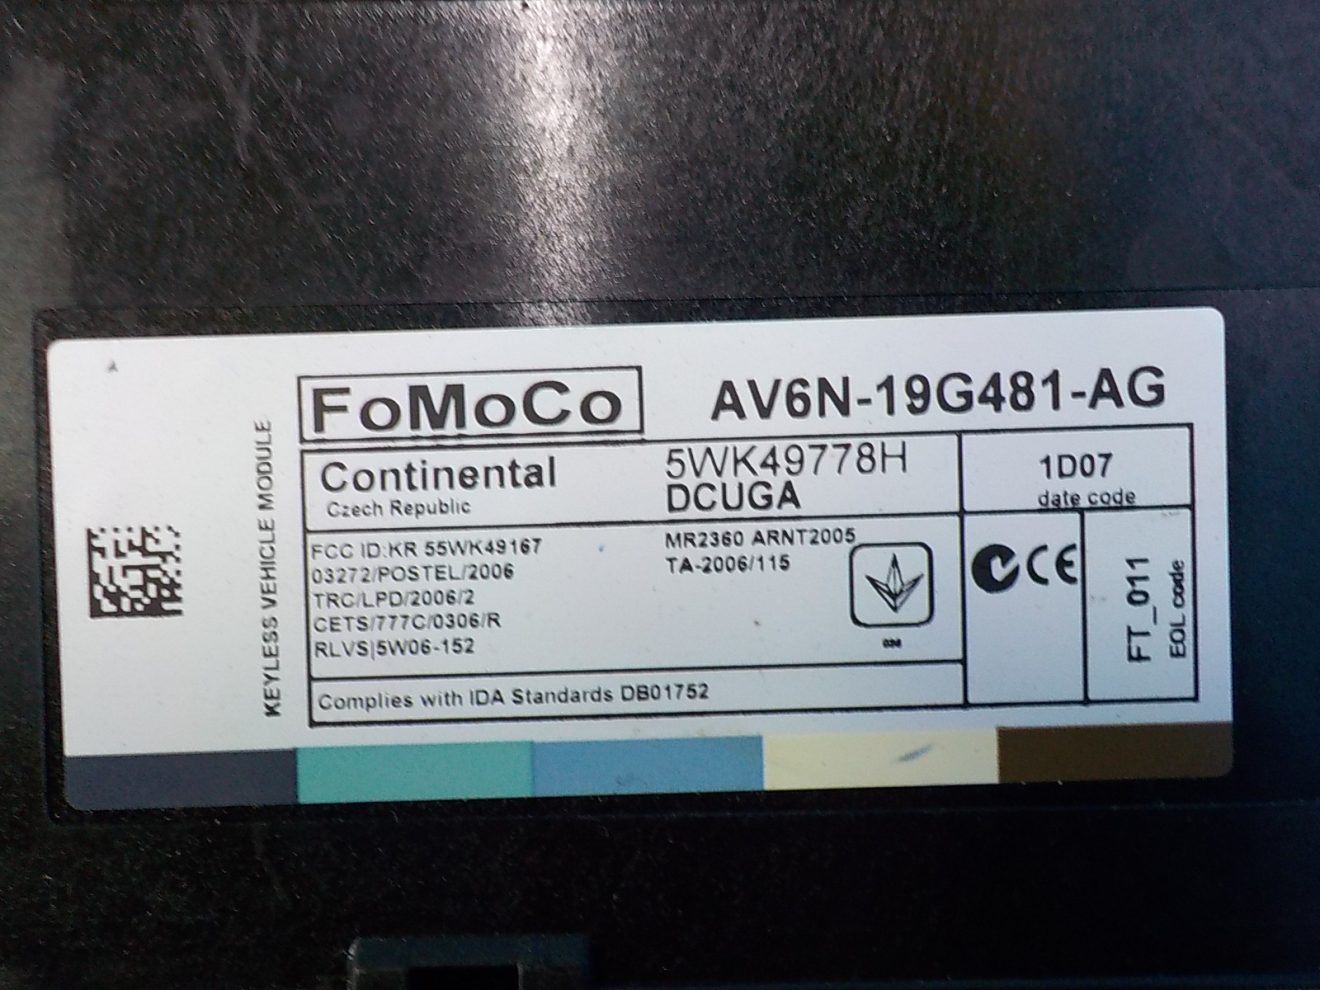 FoMoCo AV6N-19G481-AG
KEYLESS VEHICLE MODULE
Continental
Czech Republic
5WK49778H
DCUGA
1D07
date code
FCC ID:KR 55WK49167
03272/POSTEL/2006
TRC/LPD/2006/2
CETS/777C/0306/R
RLVS|5W06-152
MR2360 ARNT2005
TA-2006/115
CE
FT_011
EOL code
Complies with IDA Standards DB01752